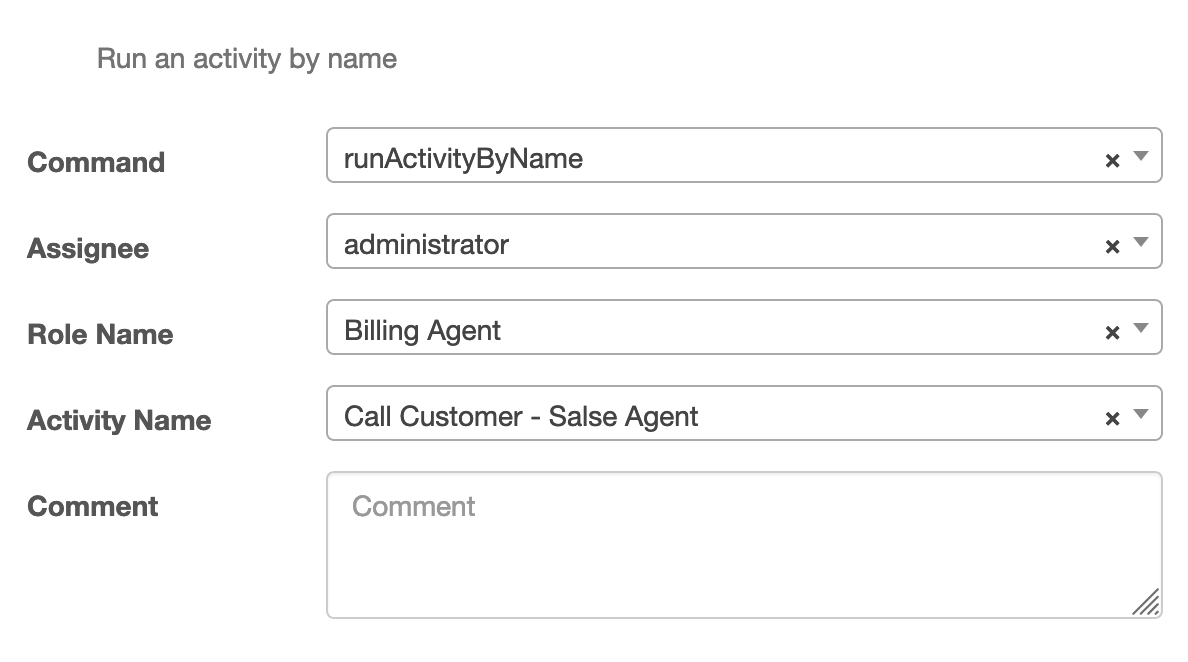 Run an activity by name
Command runActivityByName × ▼
Assignee administrator × ▼
Role Name Billing Agent × ▼
Activity Name Call Customer - Salse Agent × ▼
Comment Comment